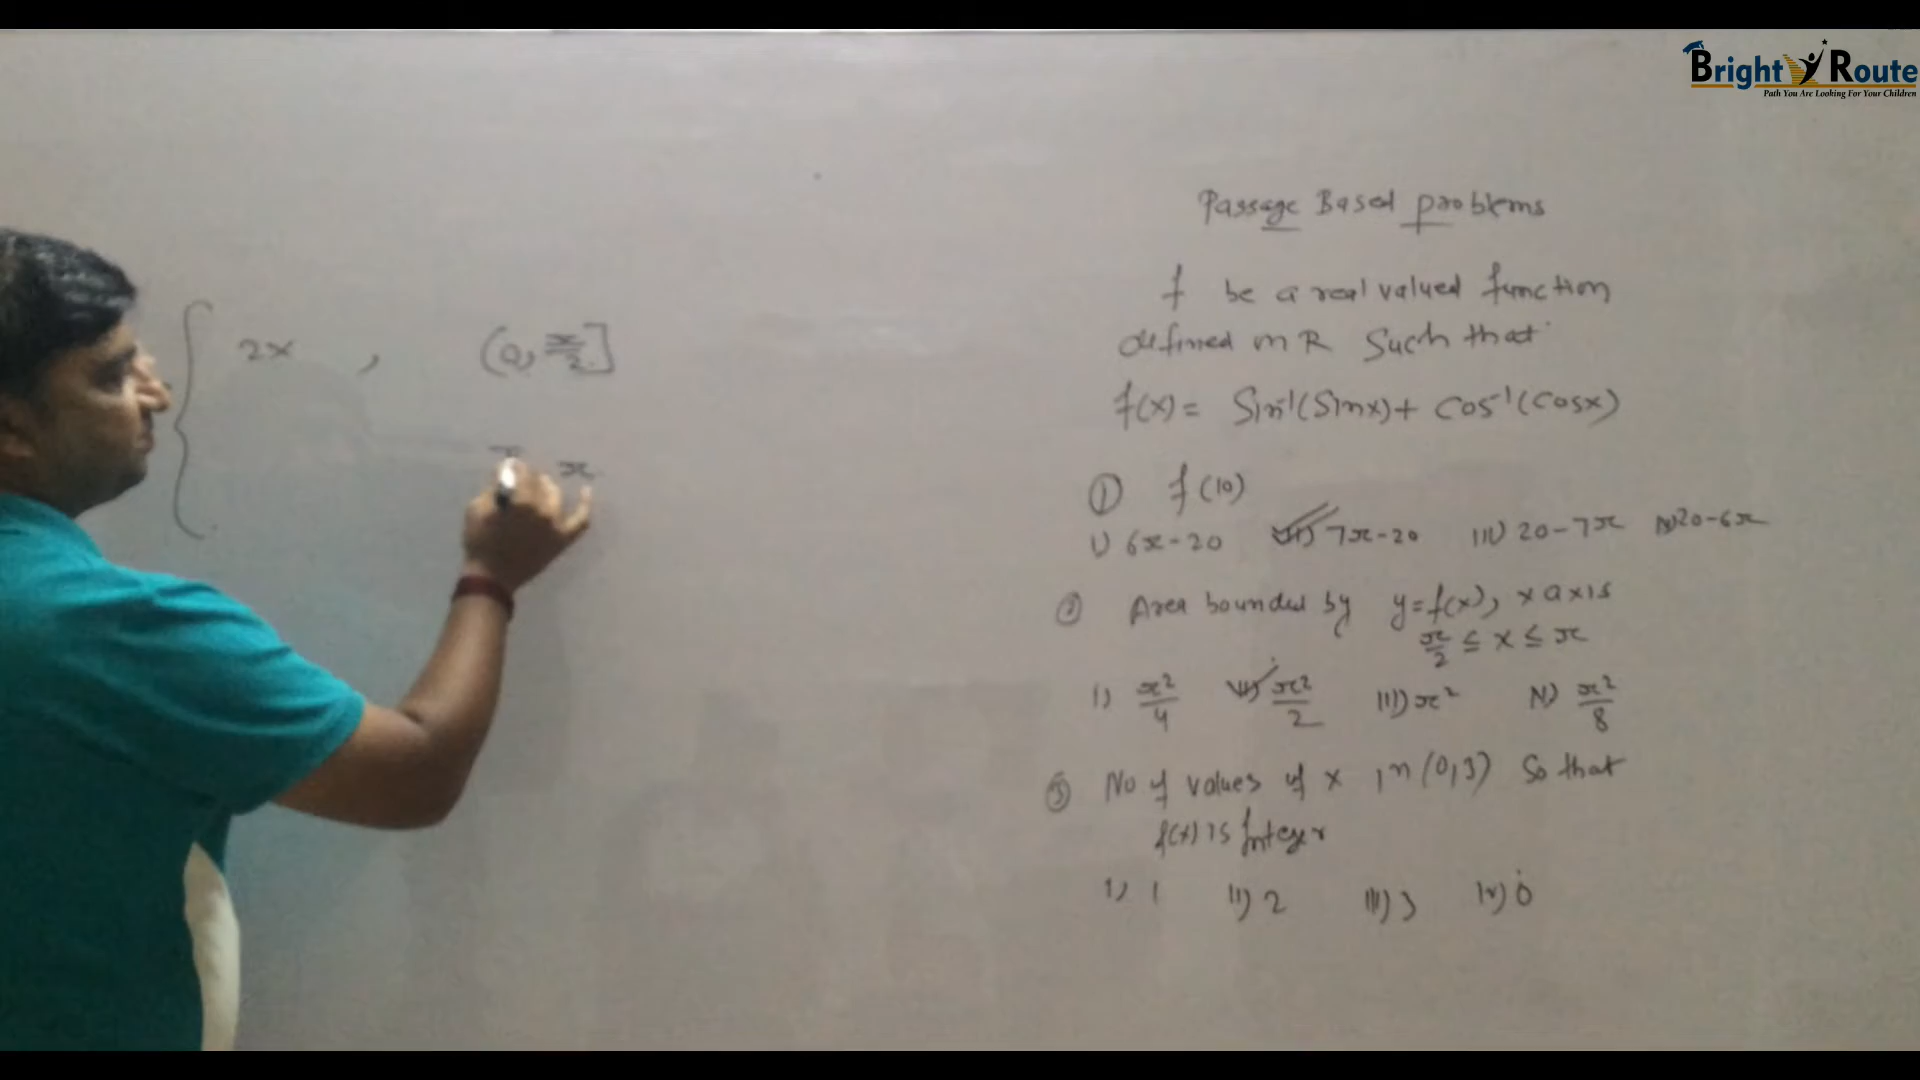 Bright Route
Path You Are Looking For Your Children
Passage Based problems
f be a real valued function
defined on R Such that
f(x) = Sin⁻¹(Sinx) + Cos⁻¹(Cosx)
① f(10)
i) 6π-20 ii) 7π-20 iii) 20-7π iv) 20-6π
② Area bounded by y=f(x), x axis
π/2 ≤ x ≤ π
i) π²/4 ii) π²/2 iii) π² iv) π²/8
③ No of values of x in (0,3) so that
f(x) is Integer
i) 1 ii) 2 iii) 3 iv) 0
{ 2x , (0, π/2]
π